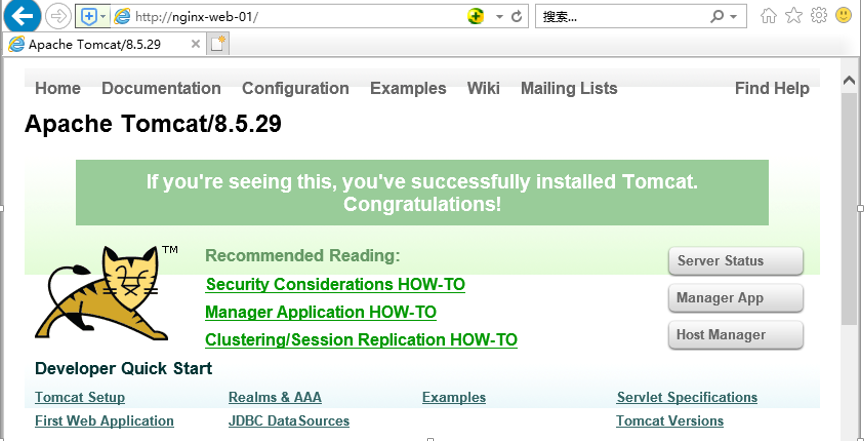 http://nginx-web-01/
搜索...
Apache Tomcat/8.5.29
Home Documentation Configuration Examples Wiki Mailing Lists Find Help
Apache Tomcat/8.5.29
If you're seeing this, you've successfully installed Tomcat.
Congratulations!
TM
Recommended Reading:
Security Considerations HOW-TO
Manager Application HOW-TO
Clustering/Session Replication HOW-TO
Server Status
Manager App
Host Manager
Developer Quick Start
Tomcat Setup Realms & AAA Examples Servlet Specifications
First Web Application JDBC DataSources Tomcat Versions